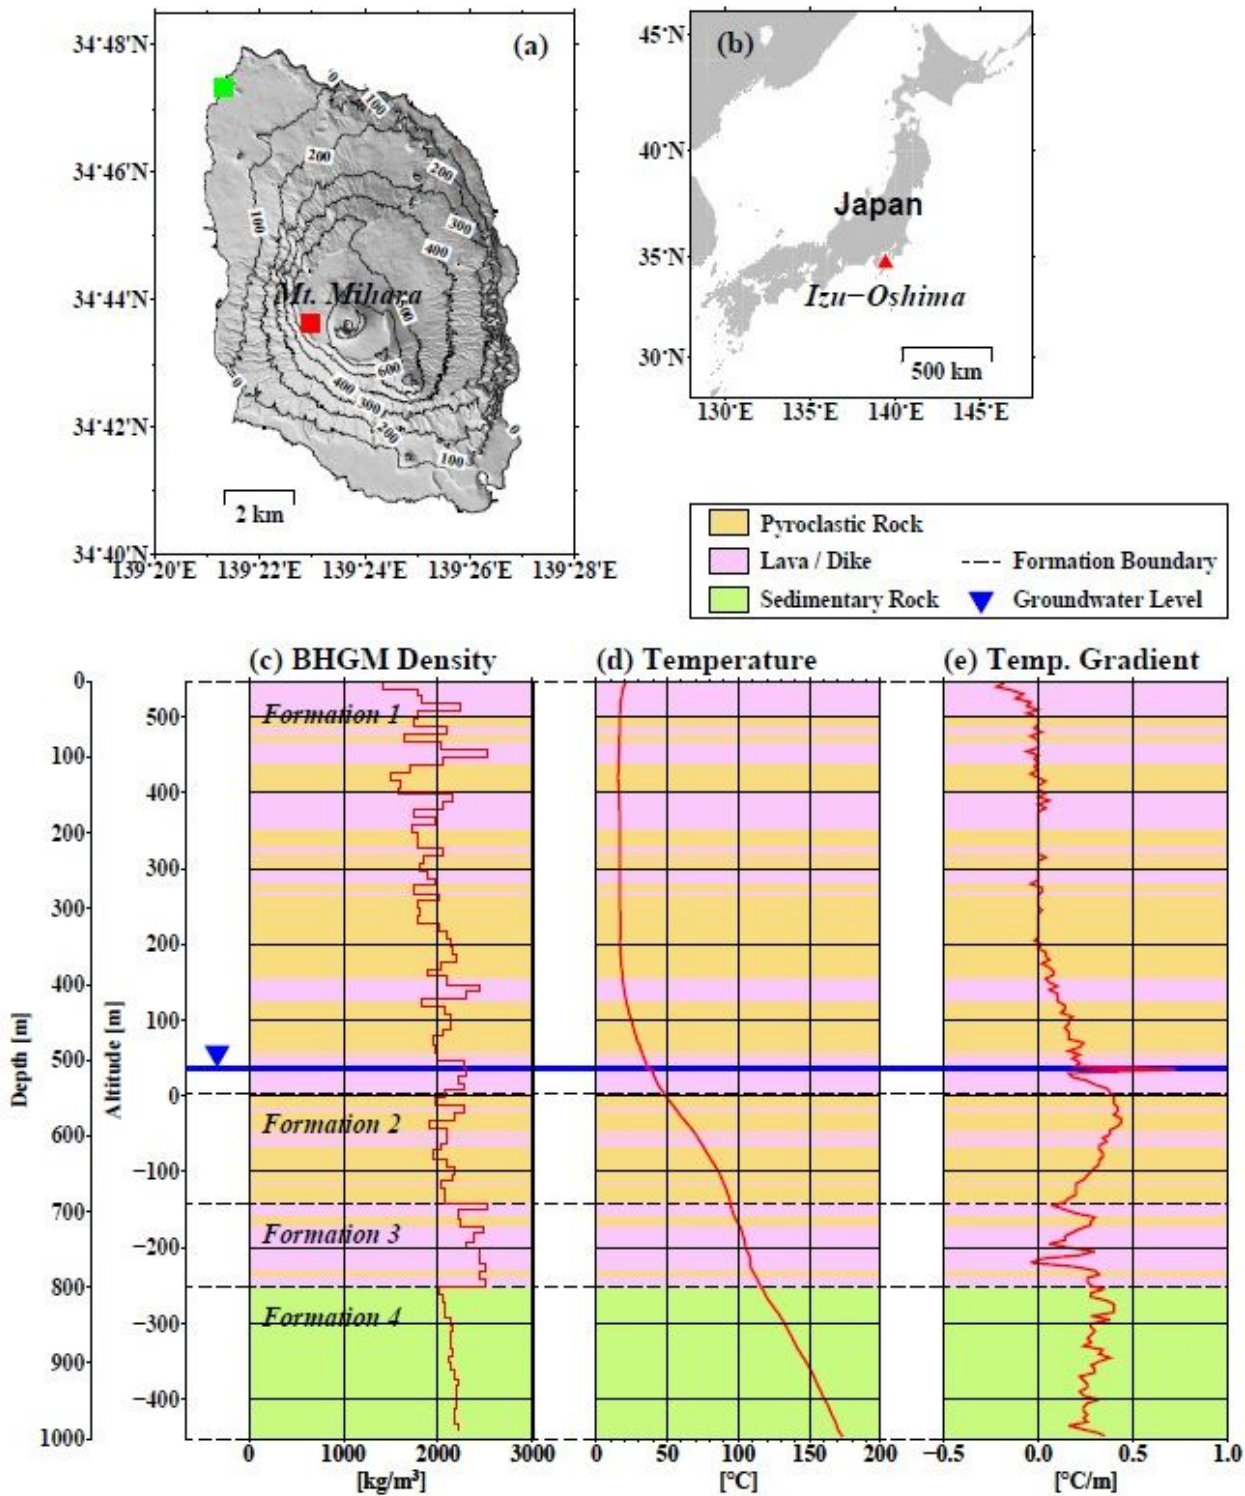 (a)
34°48'N
34°46'N
34°44'N
34°42'N
34°40'N
139°20'E 139°22'E 139°24'E 139°26'E 139°28'E
0
100
200
200
100
300
400
Mt. Mihara
500
600
0
400
300
200
100
0
2 km
(b)
45°N
40°N
35°N
30°N
Japan
Izu−Oshima
500 km
130°E 135°E 140°E 145°E
Pyroclastic Rock
Lava / Dike
Formation Boundary
Sedimentary Rock
Groundwater Level
(c) BHGM Density
(d) Temperature
(e) Temp. Gradient
Depth [m]
0
100
200
300
400
500
600
700
800
900
1000
Altitude [m]
500
400
300
200
100
0
−100
−200
−300
−400
Formation 1
Formation 2
Formation 3
Formation 4
0 1000 2000 3000
[kg/m³]
0 50 100 150 200
[°C]
−0.5 0.0 0.5 1.0
[°C/m]